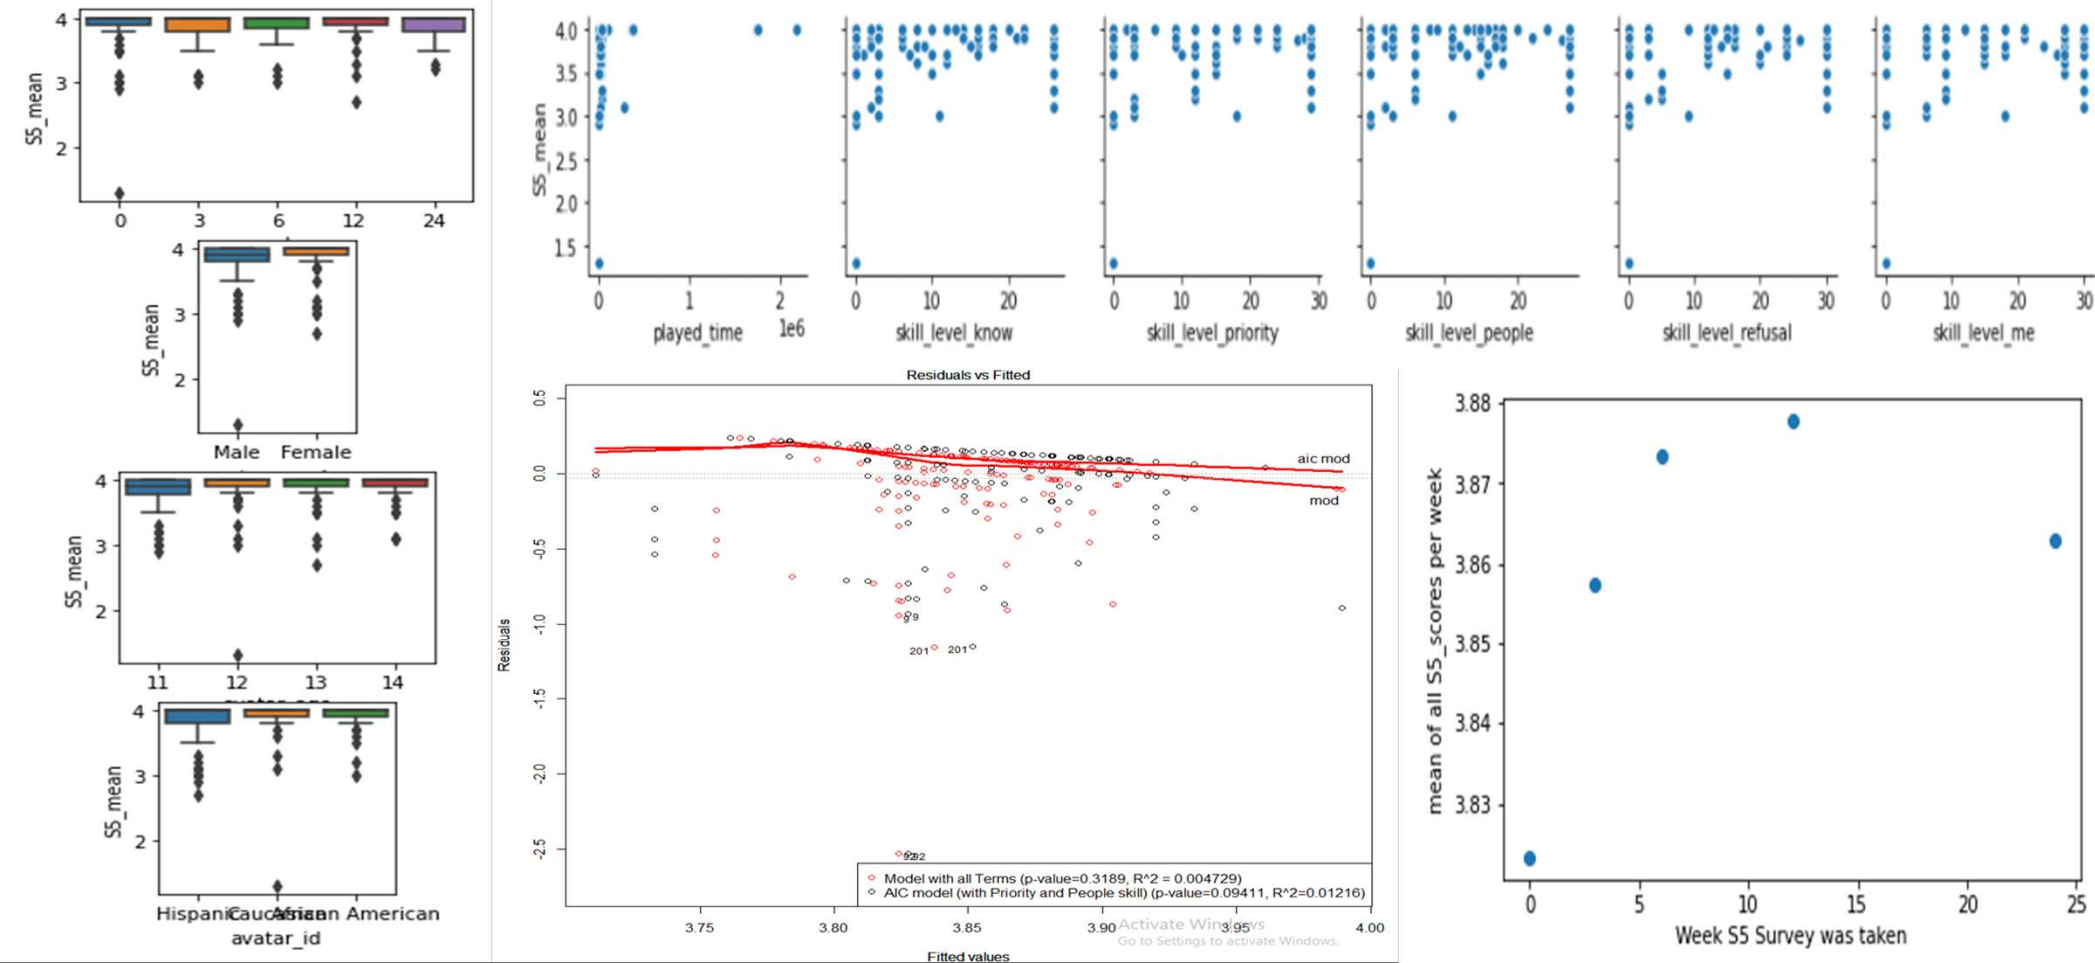 4
3
2
S5_mean
0 3 6 12 24
4
3
2
S5_mean
Male Female
4
3
2
S5_mean
11 12 13 14
4
3
2
S5_mean
Hispanic Caucasian African American
avatar_id
4.0
3.5
3.0
2.5
2.0
1.5
S5_mean
0 1 2
1e6
played_time
0 10 20
skill_level_know
0 10 20 30
skill_level_priority
0 10 20
skill_level_people
0 10 20 30
skill_level_refusal
0 10 20 30
skill_level_me
Residuals vs Fitted
0.5
0.0
-0.5
-1.0
-1.5
-2.0
-2.5
Residuals
aic mod
mod
201 201
Model with all Terms (p-value=0.3189, R^2 = 0.004729)
AIC model (with Priority and People skill) (p-value=0.09411, R^2=0.01216)
3.75 3.80 3.85 3.90 3.95 4.00
Fitted values
Activate Windows
Go to Settings to activate Windows.
3.88
3.87
3.86
3.85
3.84
3.83
mean of all S5_scores per week
0 5 10 15 20 25
Week S5 Survey was taken